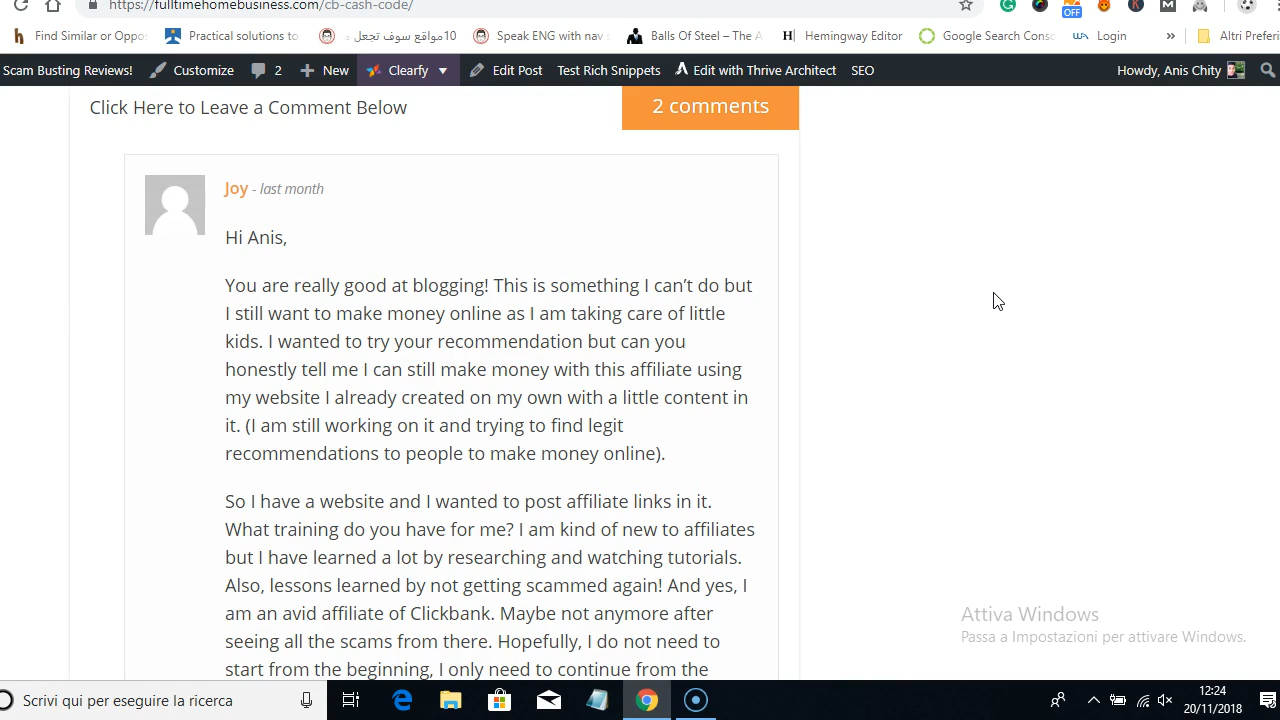 https://fulltimehomebusiness.com/cb-cash-code/
OFF
Find Similar or Oppo
Practical solutions to
10مواقع سوف تجعل م
Speak ENG with nav s
Balls Of Steel – The A
Hemingway Editor
Google Search Conso
Login
»
Altri Preferi
Scam Busting Reviews!
Customize
2
New
Clearfy
Edit Post
Test Rich Snippets
Edit with Thrive Architect
SEO
Howdy, Anis Chity
Click Here to Leave a Comment Below
2 comments
Joy - last month
Hi Anis,
You are really good at blogging! This is something I can’t do but
I still want to make money online as I am taking care of little
kids. I wanted to try your recommendation but can you
honestly tell me I can still make money with this affiliate using
my website I already created on my own with a little content in
it. (I am still working on it and trying to find legit
recommendations to people to make money online).
So I have a website and I wanted to post affiliate links in it.
What training do you have for me? I am kind of new to affiliates
but I have learned a lot by researching and watching tutorials.
Also, lessons learned by not getting scammed again! And yes, I
am an avid affiliate of Clickbank. Maybe not anymore after
seeing all the scams from there. Hopefully, I do not need to
start from the beginning, I only need to continue from the
Attiva Windows
Passa a Impostazioni per attivare Windows.
Scrivi qui per eseguire la ricerca
12:24
20/11/2018